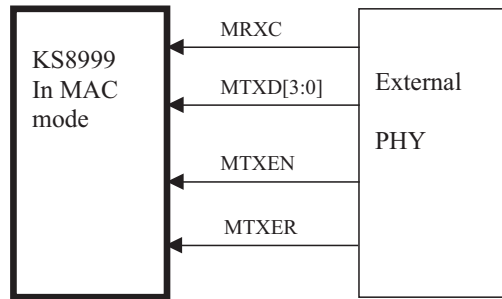 KS8999
In MAC
mode
MRXC
MTXD[3:0]
MTXEN
MTXER
External
PHY